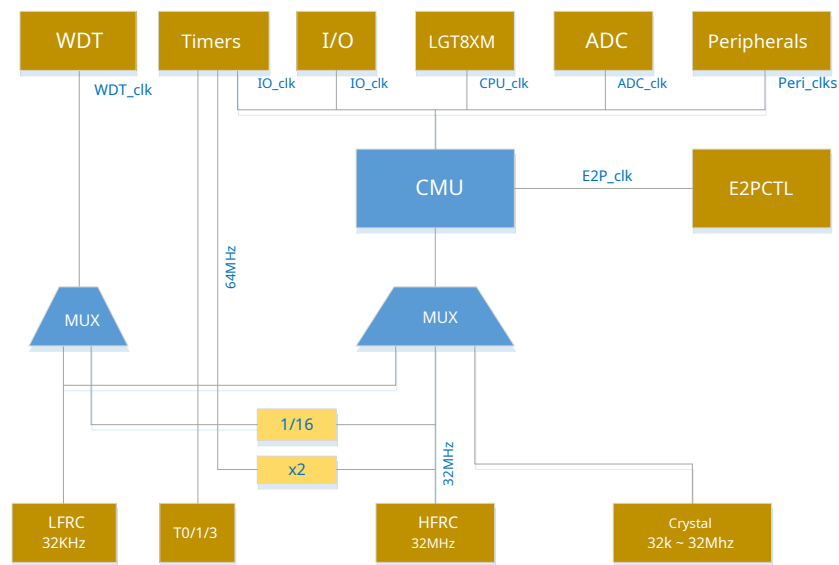 WDT
Timers
I/O
LGT8XM
ADC
Peripherals
WDT_clk
IO_clk
IO_clk
CPU_clk
ADC_clk
Peri_clks
CMU
E2P_clk
E2PCTL
64MHz
MUX
MUX
1/16
x2
32MHz
LFRC
32KHz
T0/1/3
HFRC
32MHz
Crystal
32k ~ 32Mhz